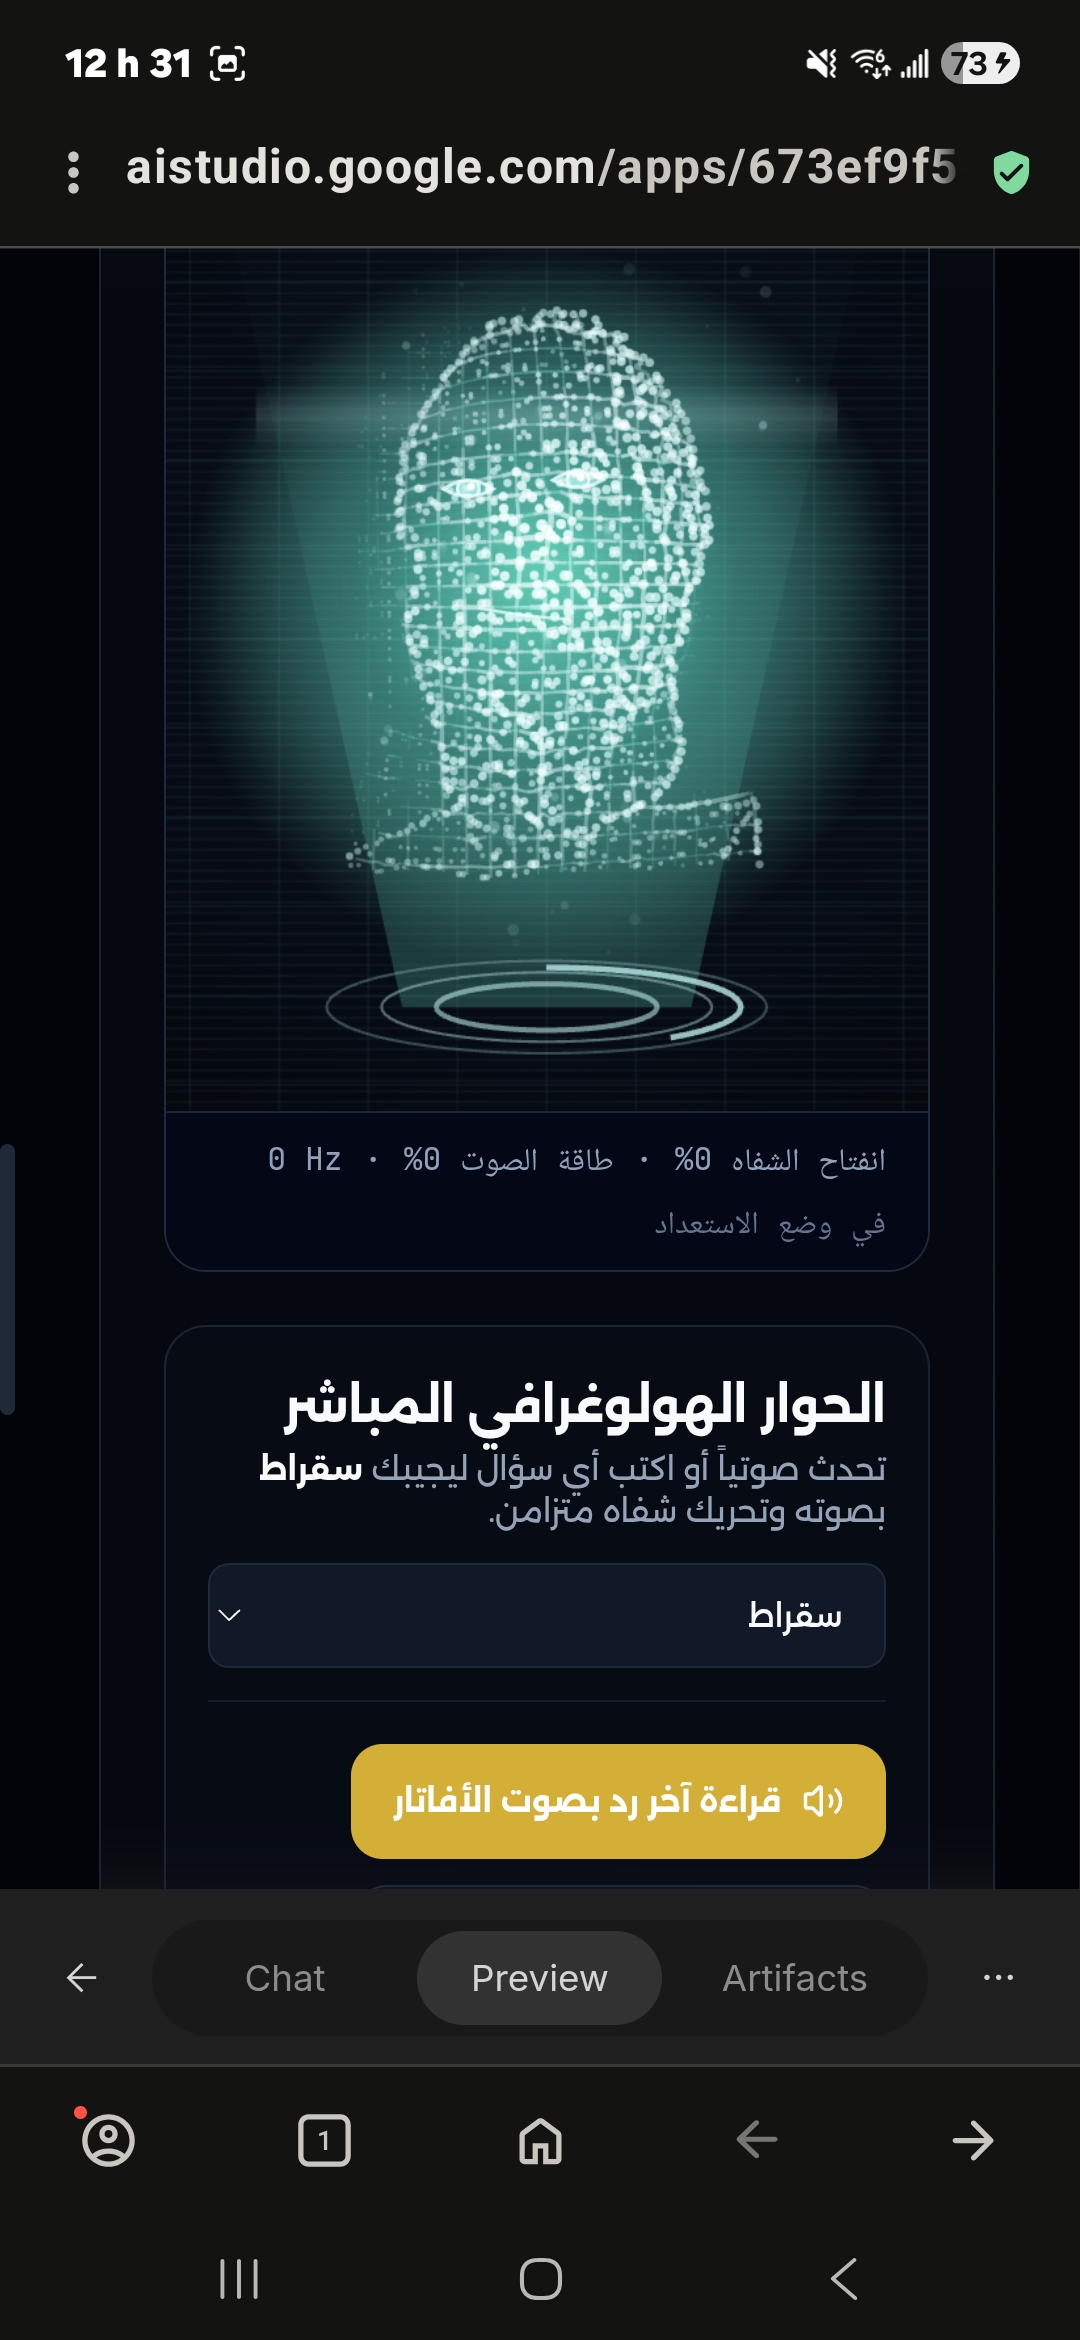 12 h 31
73
aistudio.google.com/apps/673ef9f5
انفتاح الشفاه 0% · طاقة الصوت 0% · 0 Hz
في وضع الاستعداد
الحوار الهولوغرافي المباشر
تحدث صوتياً أو اكتب أي سؤال ليجيبك سقراط
بصوته وتحريك شفاه متزامن.
سقراط
قراءة آخر رد بصوت الأفاتار
Chat
Preview
Artifacts
1